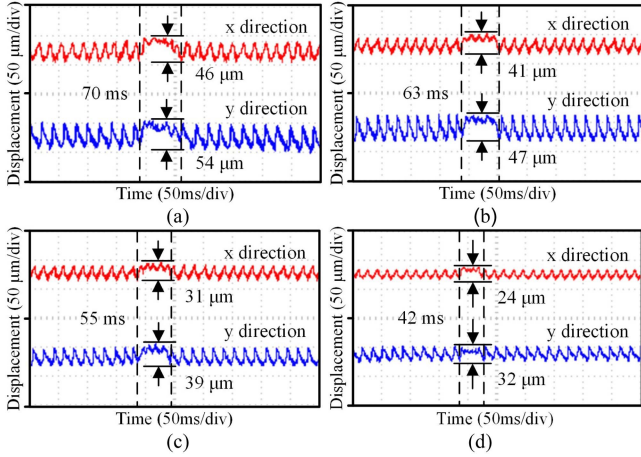 Displacement (50 μm/div)
x direction
46 μm
70 ms
y direction
54 μm
Time (50ms/div)
(a)
Displacement (50 μm/div)
x direction
41 μm
63 ms
y direction
47 μm
Time (50ms/div)
(b)
Displacement (50 μm/div)
x direction
31 μm
55 ms
y direction
39 μm
Time (50ms/div)
(c)
Displacement (50 μm/div)
x direction
24 μm
42 ms
y direction
32 μm
Time (50ms/div)
(d)